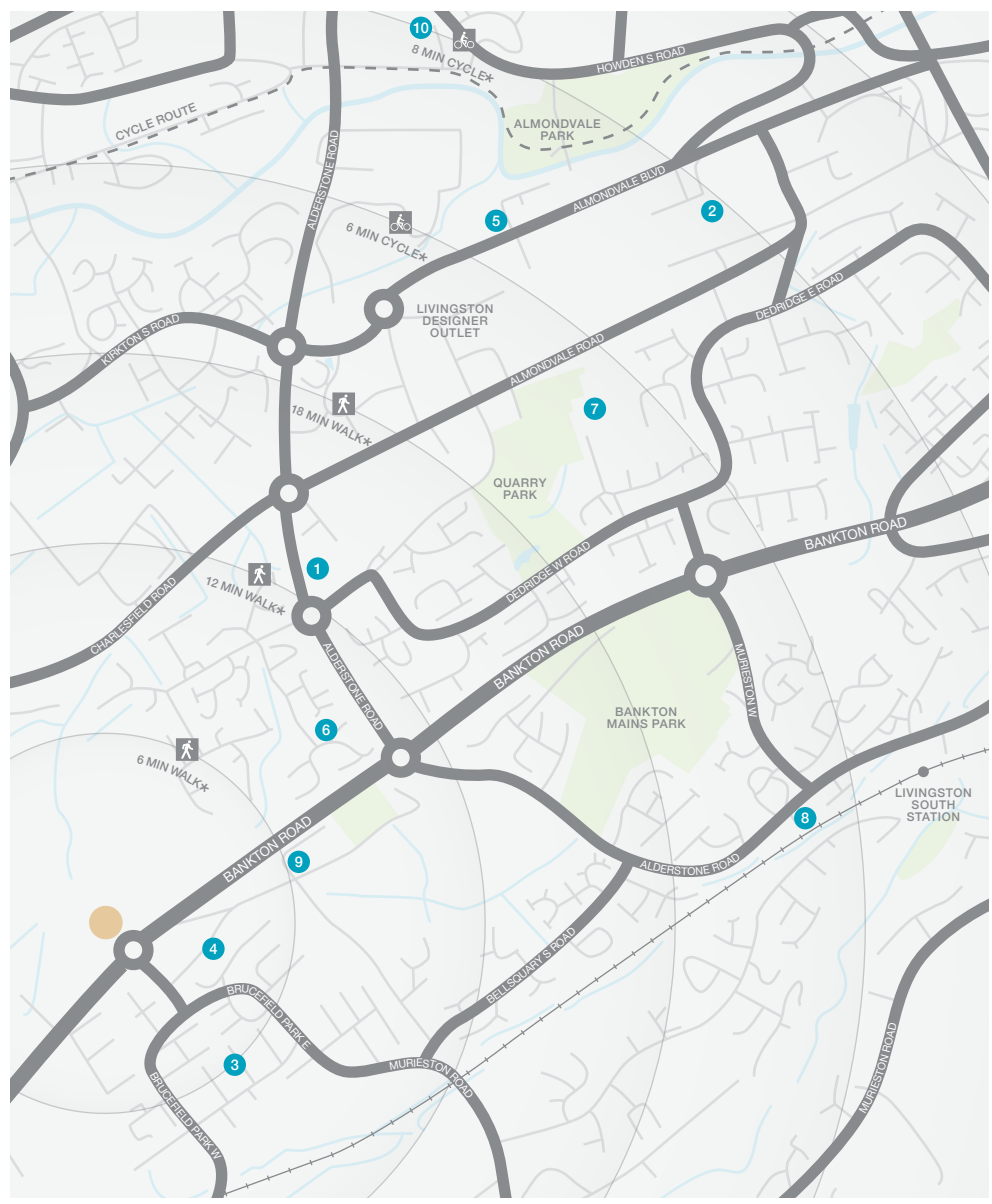 10
8 MIN CYCLE*
HOWDEN S ROAD
CYCLE ROUTE
ALMONDVALE
PARK
ALDERSTONE ROAD
ALMONDVALE BLVD
5
2
6 MIN CYCLE*
DEDRIDGE E ROAD
LIVINGSTON
DESIGNER
OUTLET
KIRKTON S ROAD
ALMONDVALE ROAD
18 MIN WALK*
7
QUARRY
PARK
BANKTON ROAD
1
12 MIN WALK*
DEDRIDGE W ROAD
CHARLESFIELD ROAD
BANKTON ROAD
ALDERSTONE ROAD
MURIESTON W
BANKTON
MAINS PARK
6
6 MIN WALK*
LIVINGSTON
SOUTH
STATION
8
BANKTON ROAD
9
ALDERSTONE ROAD
4
BELLSQUARY S ROAD
BRUCEFIELD PARK E
3
MURIESTON ROAD
MURIESTON ROAD
BRUCEFIELD PARK W